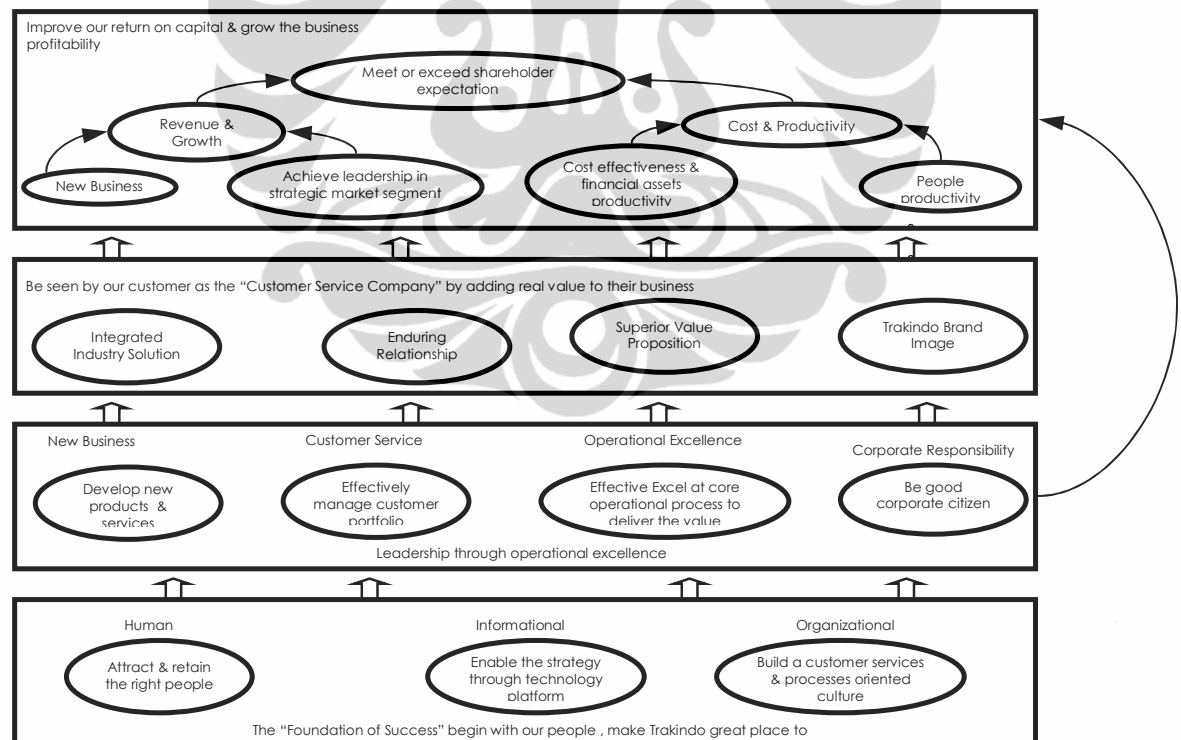 Improve our return on capital & grow the business
profitability
Meet or exceed shareholder
expectation
Revenue &
Growth
Cost & Productivity
New Business
Achieve leadership in
strategic market segment
Cost effectiveness &
financial assets
productivity
People
productivity
Be seen by our customer as the “Customer Service Company” by adding real value to their business
Integrated
Industry Solution
Enduring
Relationship
Superior Value
Proposition
Trakindo Brand
Image
New Business
Customer Service
Operational Excellence
Corporate Responsibility
Develop new
products & 
services
Effectively
manage customer
portfolio
Effective Excel at core
operational process to
deliver the value
Be good
corporate citizen
Leadership through operational excellence
Human
Informational
Organizational
Attract & retain
the right people
Enable the strategy
through technology
platform
Build a customer services
& processes oriented
culture
The “Foundation of Success” begin with our people , make Trakindo great place to